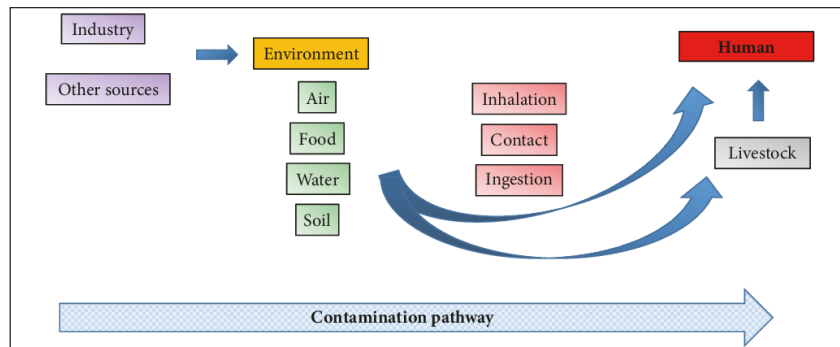 Industry
Other sources
Environment
Air
Food
Water
Soil
Inhalation
Contact
Ingestion
Human
Livestock
Contamination pathway